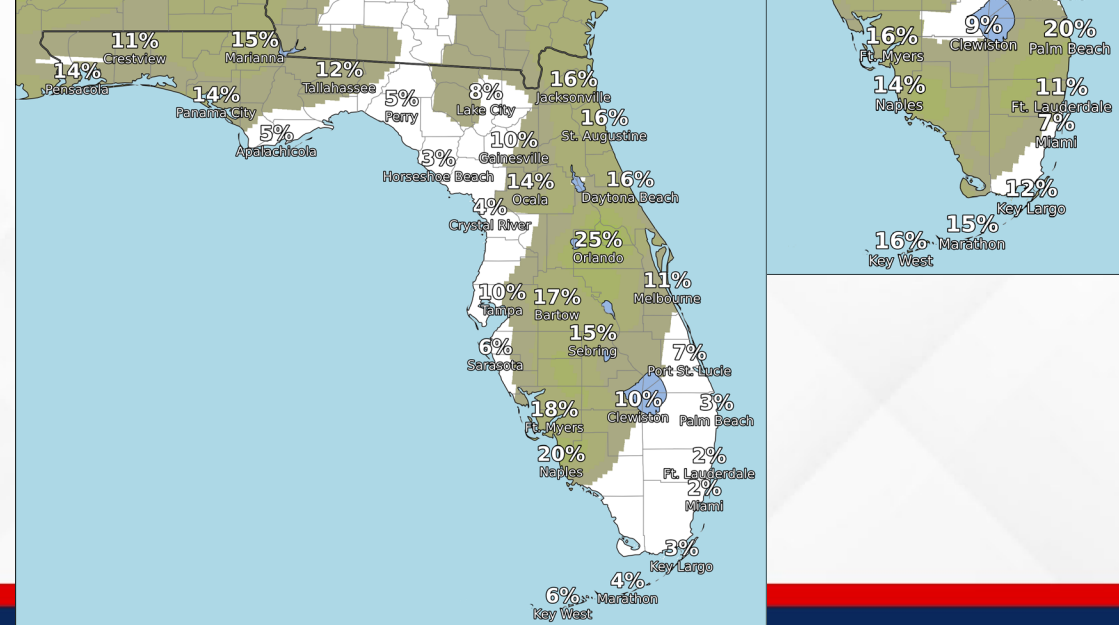 11%
Crestview
15%
Marianna
14%
Pensacola
12%
Tallahassee
14%
Panama City
5%
Apalachicola
5%
Perry
8%
Lake City
16%
Jacksonville
16%
St. Augustine
10%
Gainesville
3%
Horseshoe Beach
14%
Ocala
16%
Daytona Beach
4%
Crystal River
25%
Orlando
11%
Melbourne
10%
Tampa
17%
Bartow
15%
Sebring
6%
Sarasota
7%
Port St. Lucie
18%
Ft. Myers
10%
Clewiston
3%
Palm Beach
20%
Naples
2%
Ft. Lauderdale
2%
Miami
3%
Key Largo
4%
Marathon
6%
Key West
16%
Ft. Myers
9%
Clewiston
20%
Palm Beach
14%
Naples
11%
Ft. Lauderdale
7%
Miami
12%
Key Largo
15%
Marathon
16%
Key West